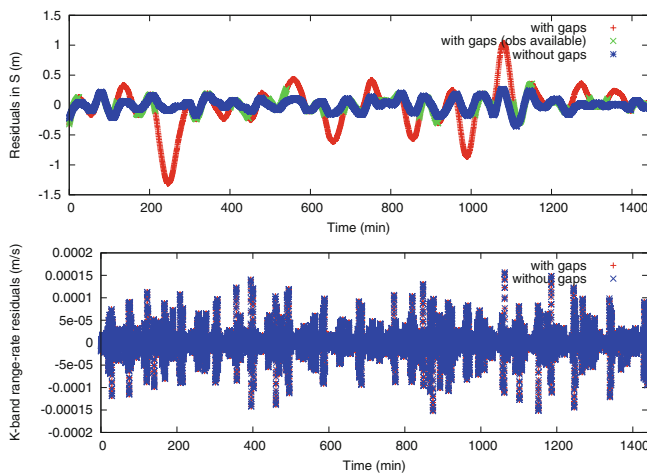 1.5
1
0.5
0
-0.5
-1
-1.5
Residuals in S (m)
with gaps
with gaps (obs available)
without gaps
0 200 400 600 800 1000 1200 1400
Time (min)
0.0002
0.00015
0.0001
5e-05
0
-5e-05
-0.0001
-0.00015
-0.0002
K-band range-rate residuals (m/s)
with gaps
without gaps
0 200 400 600 800 1000 1200 1400
Time (min)